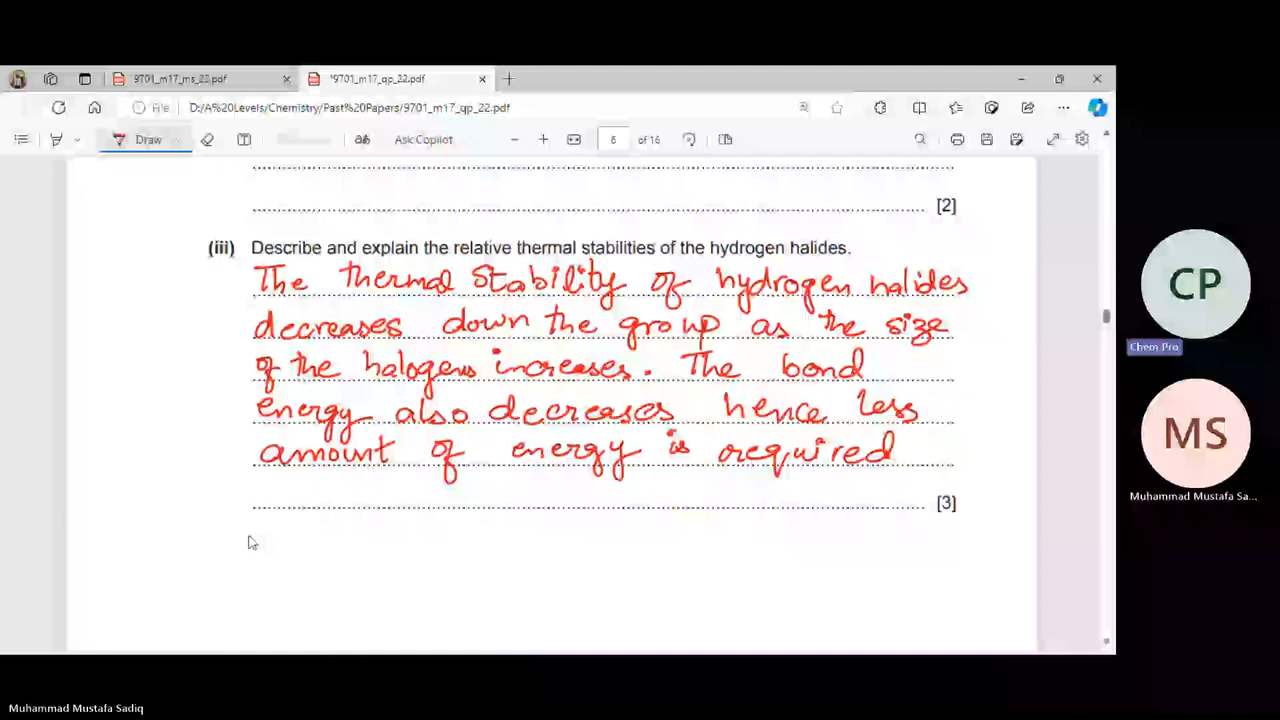 9701_m17_ms_22.pdf
*9701_m17_qp_22.pdf
File D:/A%20Levels/Chemistry/Past%20Papers/9701_m17_qp_22.pdf
Draw Ask Copilot 6 of 16
[2]
(iii) Describe and explain the relative thermal stabilities of the hydrogen halides.
The thermal stability of hydrogen halides
decreases down the group as the size
of the halogens increases. The bond
energy also decreases hence less
amount of energy is required
[3]
CP
Chem Pro
MS
Muhammad Mustafa Sa...
Muhammad Mustafa Sadiq